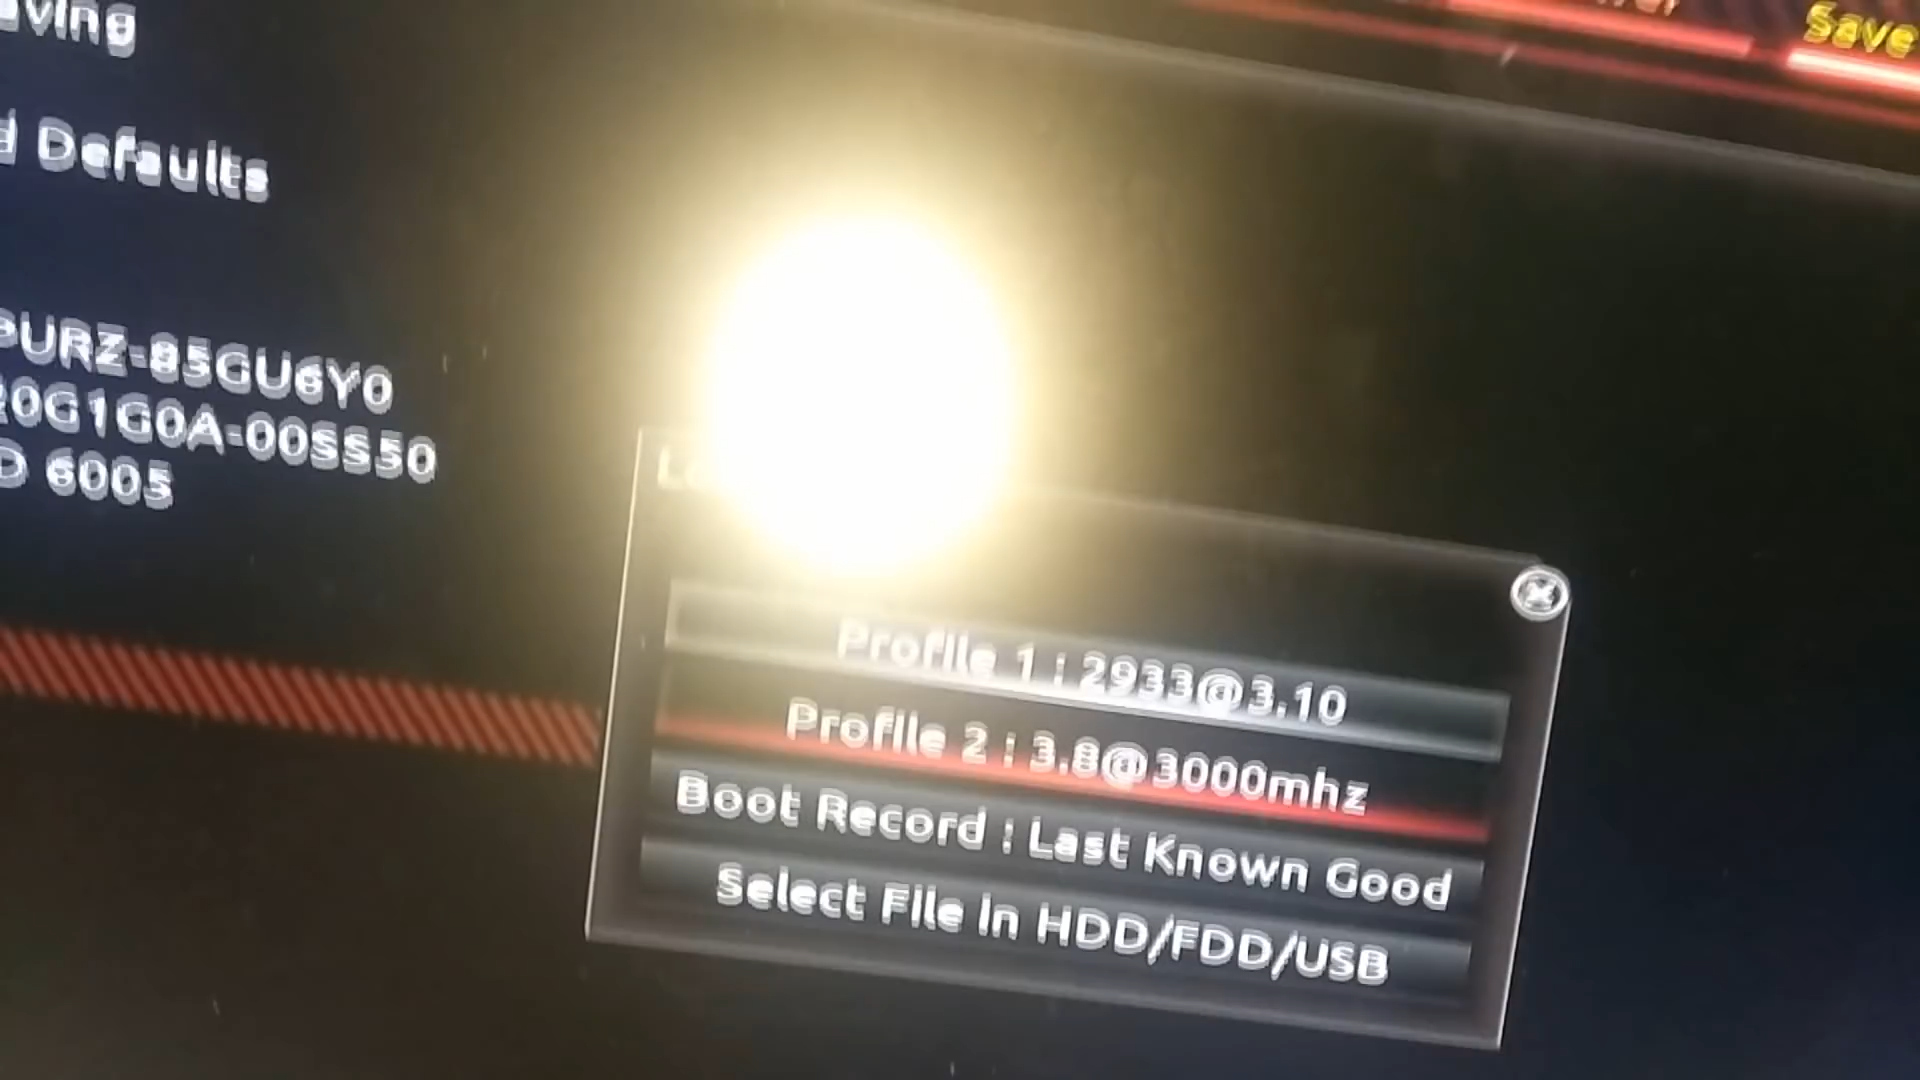 Save
Defaults
PURZ-85GU6Y0
20G1G0A-00SS50
6005
Profile 1 : 2933@3.10
Profile 2 : 3.8@3000mhz
Boot Record : Last Known Good
Select File in HDD/FDD/USB